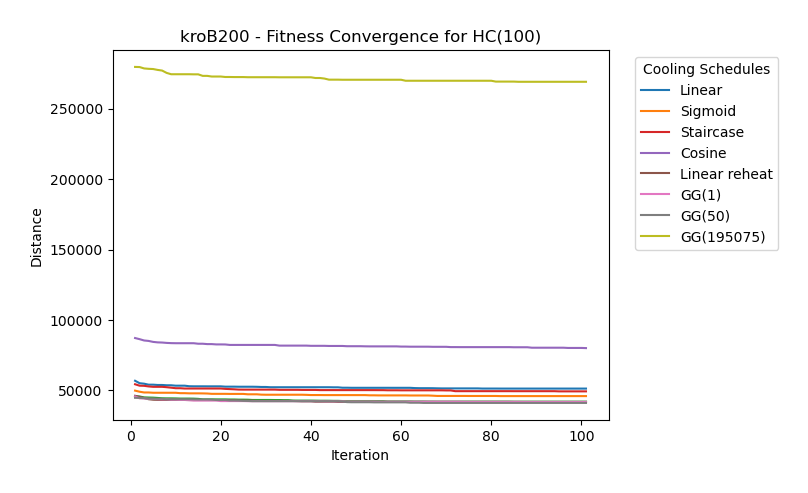 kroB200 - Fitness Convergence for HC(100)
Distance
250000
200000
150000
100000
50000
0
20
40
60
80
100
Iteration
Cooling Schedules
Linear
Sigmoid
Staircase
Cosine
Linear reheat
GG(1)
GG(50)
GG(195075)